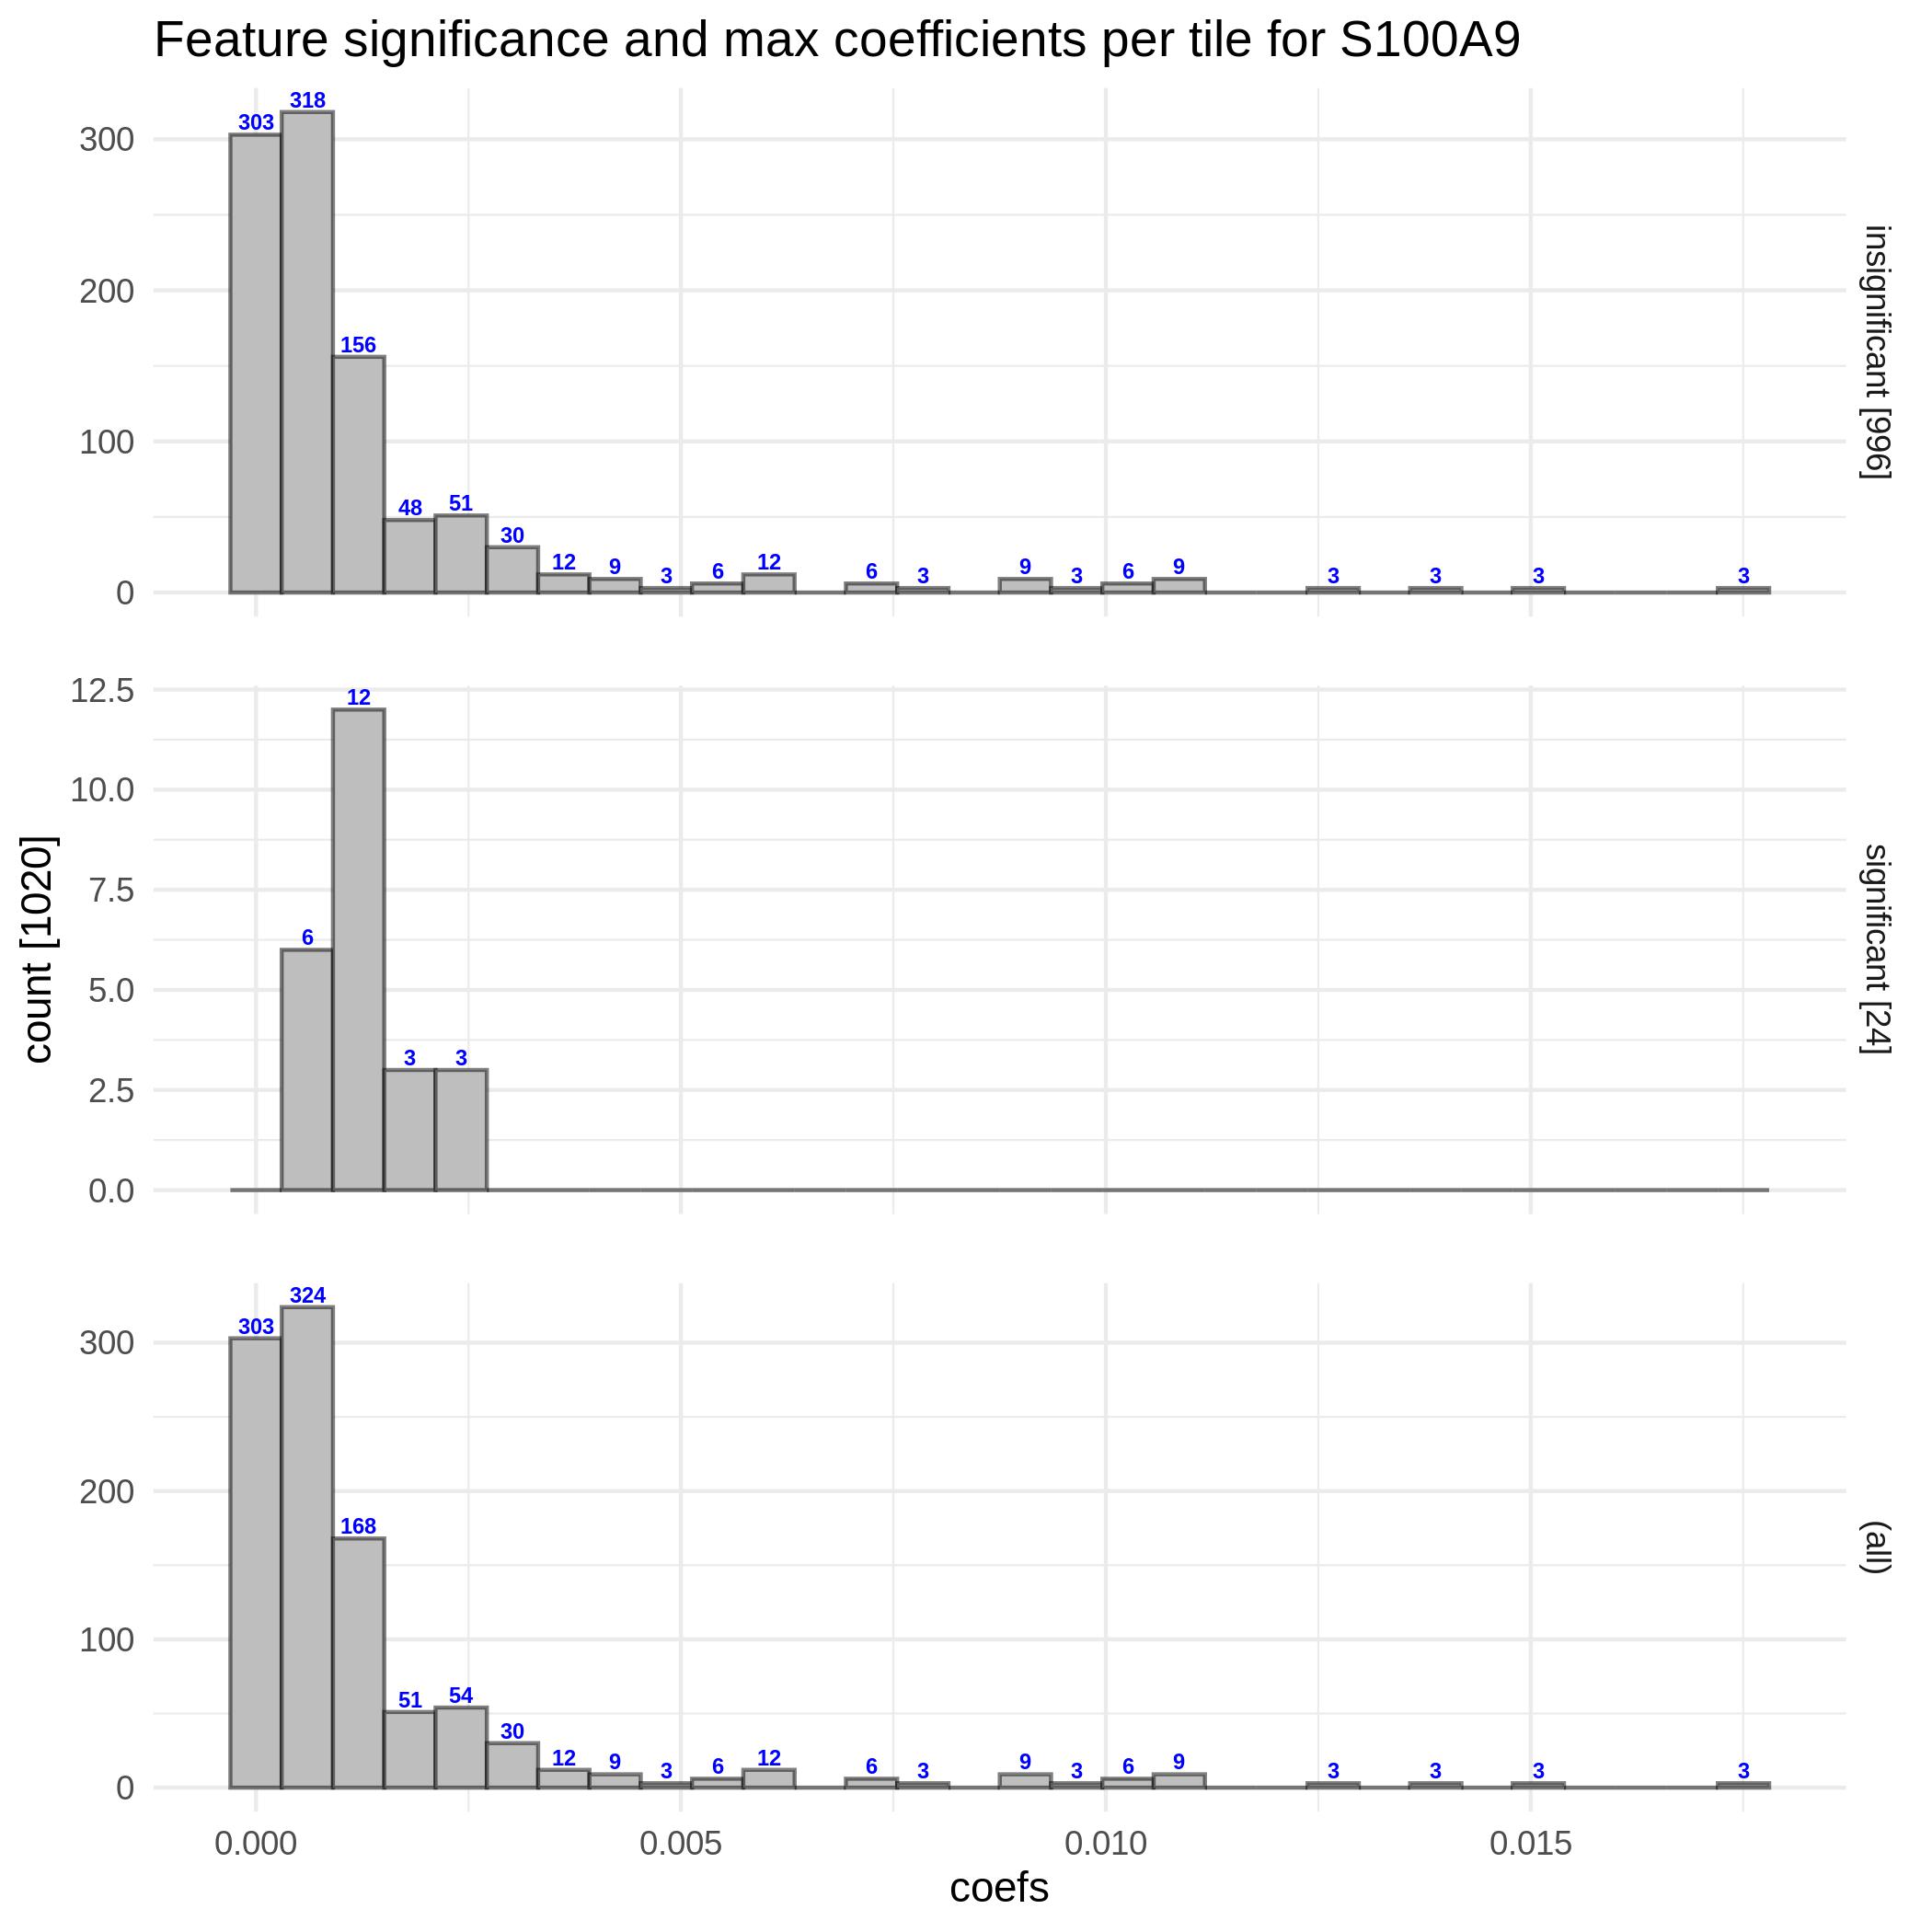 Feature significance and max coefficients per tile for S100A9
303 318 156 48 51 30 12 9 3 6 12 6 3 9 3 6 9 3 3 3 3
300
200
100
0
insignificant [996]
count [1020]
12.5
10.0
7.5
5.0
2.5
0.0
6 12 3 3
significant [24]
303 324 168 51 54 30 12 9 3 6 12 6 3 9 3 6 9 3 3 3 3
300
200
100
0
(all)
0.000 0.005 0.010 0.015
coefs